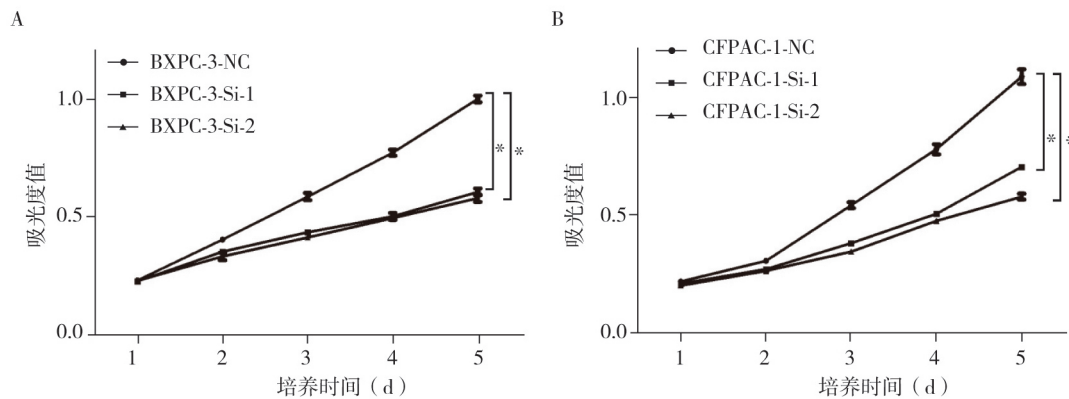 A
BXPC-3-NC
BXPC-3-Si-1
BXPC-3-Si-2
1.0
0.5
0.0
吸光度值
*
*
1
2
3
4
5
培养时间（d）
B
CFPAC-1-NC
CFPAC-1-Si-1
CFPAC-1-Si-2
1.0
0.5
0.0
吸光度值
*
*
1
2
3
4
5
培养时间（d）